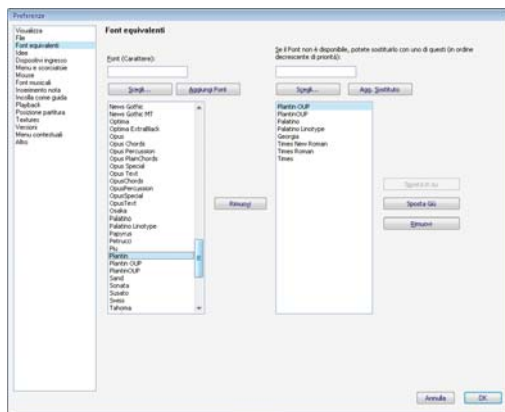 Preferenze
Visualizza
File
Font equivalenti
Idee
Dispositivi ingresso
Menu e scorciatoie
Mouse
Font musicali
Inserimento nota
Incolla come guida
Playback
Posizione partitura
Textures
Versioni
Menu contestuali
Altro
Font equivalenti
Font (Carattere):
Scegli...
Aggiungi Font
News Gothic
News Gothic MT
Optima
Optima ExtraBlack
Opus
Opus Chords
Opus Percussion
Opus PlainChords
Opus Special
Opus Text
OpusChords
OpusPercussion
OpusSpecial
OpusText
Osaka
Palatino
Palatino Linotype
Papyrus
Petrucci
Piu
Plantin
Plantin OUP
PlantinOUP
Sand
Sonata
Susato
Swiss
Tahoma
Rimuovi
Se il Font non è disponibile, potete sostituirlo con uno di questi (in ordine
decrescente di priorità):
Scegli...
Agg. Sostituto
Plantin OUP
PlantinOUP
Palatino
Palatino Linotype
Georgia
Times New Roman
Times Roman
Times
Sposta in su
Sposta Giù
Rimuovi
Annulla
OK